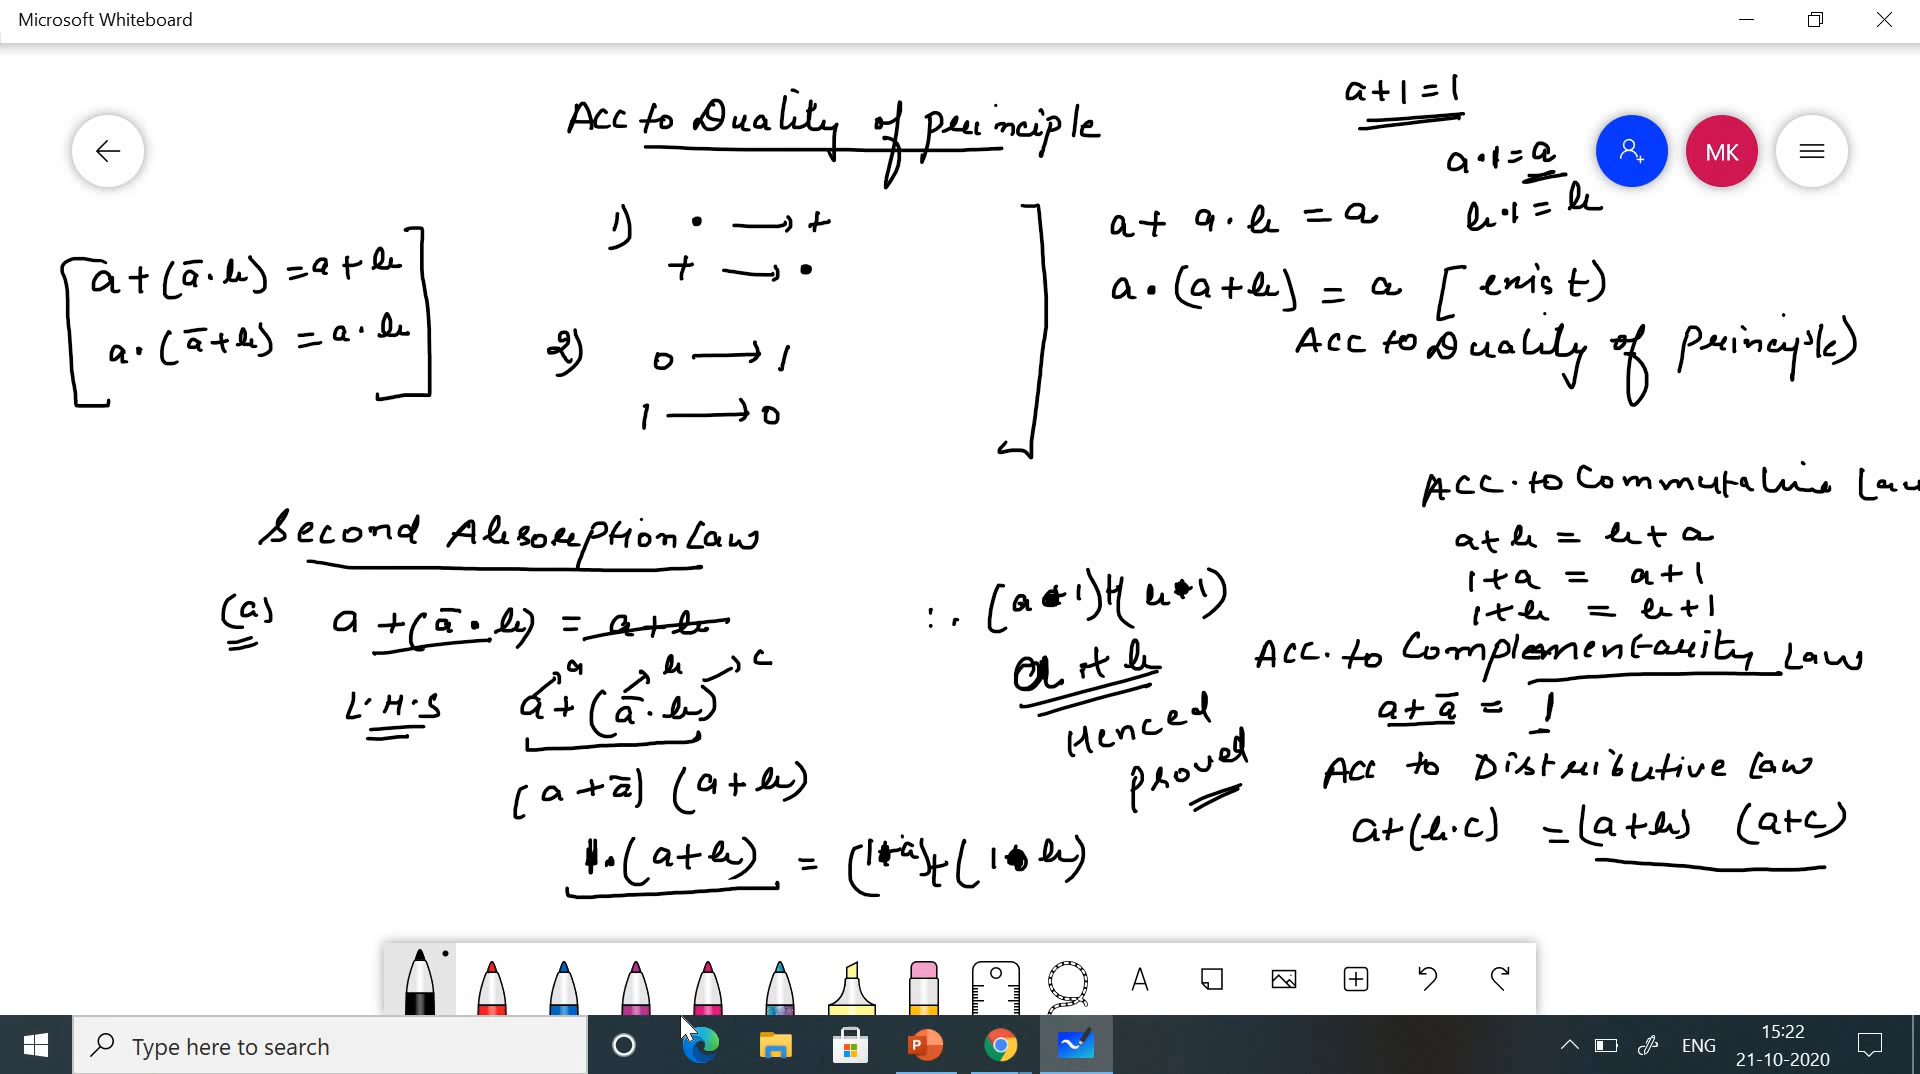 Microsoft Whiteboard
Acc to Duality of principle
a+1=1
a·1=a
b·1=b
MK
1) · → +
+ → ·
2) 0 → 1
1 → 0
a+(ā·b)=a+b
a·(ā+b)=a·b
a+ a·b = a
a·(a+b) = a [exist)
Acc to Duality of principle)
Second Absorption Law
(a) a+(ā·b) = a+b
a b c
L.H.S a+(ā·b)
(a+ā) (a+b)
1·(a+b) = (1·a)+(1·b)
∴ (a·1)+(b·1)
a+b
Henced
proved
Acc. to Commutative Law
a+b = b+a
1+a = a+1
1+b = b+1
Acc. to Complementarity Law
a+ā = 1
Acc to Distributive Law
a+(b·c) = (a+b) (a+c)
A
Type here to search
ENG
15:22
21-10-2020